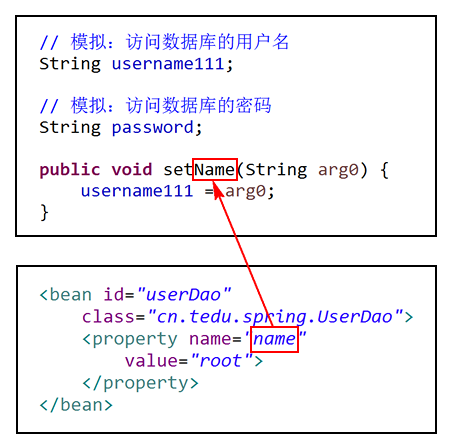 // 模拟：访问数据库的用户名
String username111;
// 模拟：访问数据库的密码
String password;
public void setName(String arg0) {
username111 = arg0;
}
<bean id="userDao"
class="cn.tedu.spring.UserDao">
<property name="name"
value="root">
</property>
</bean>